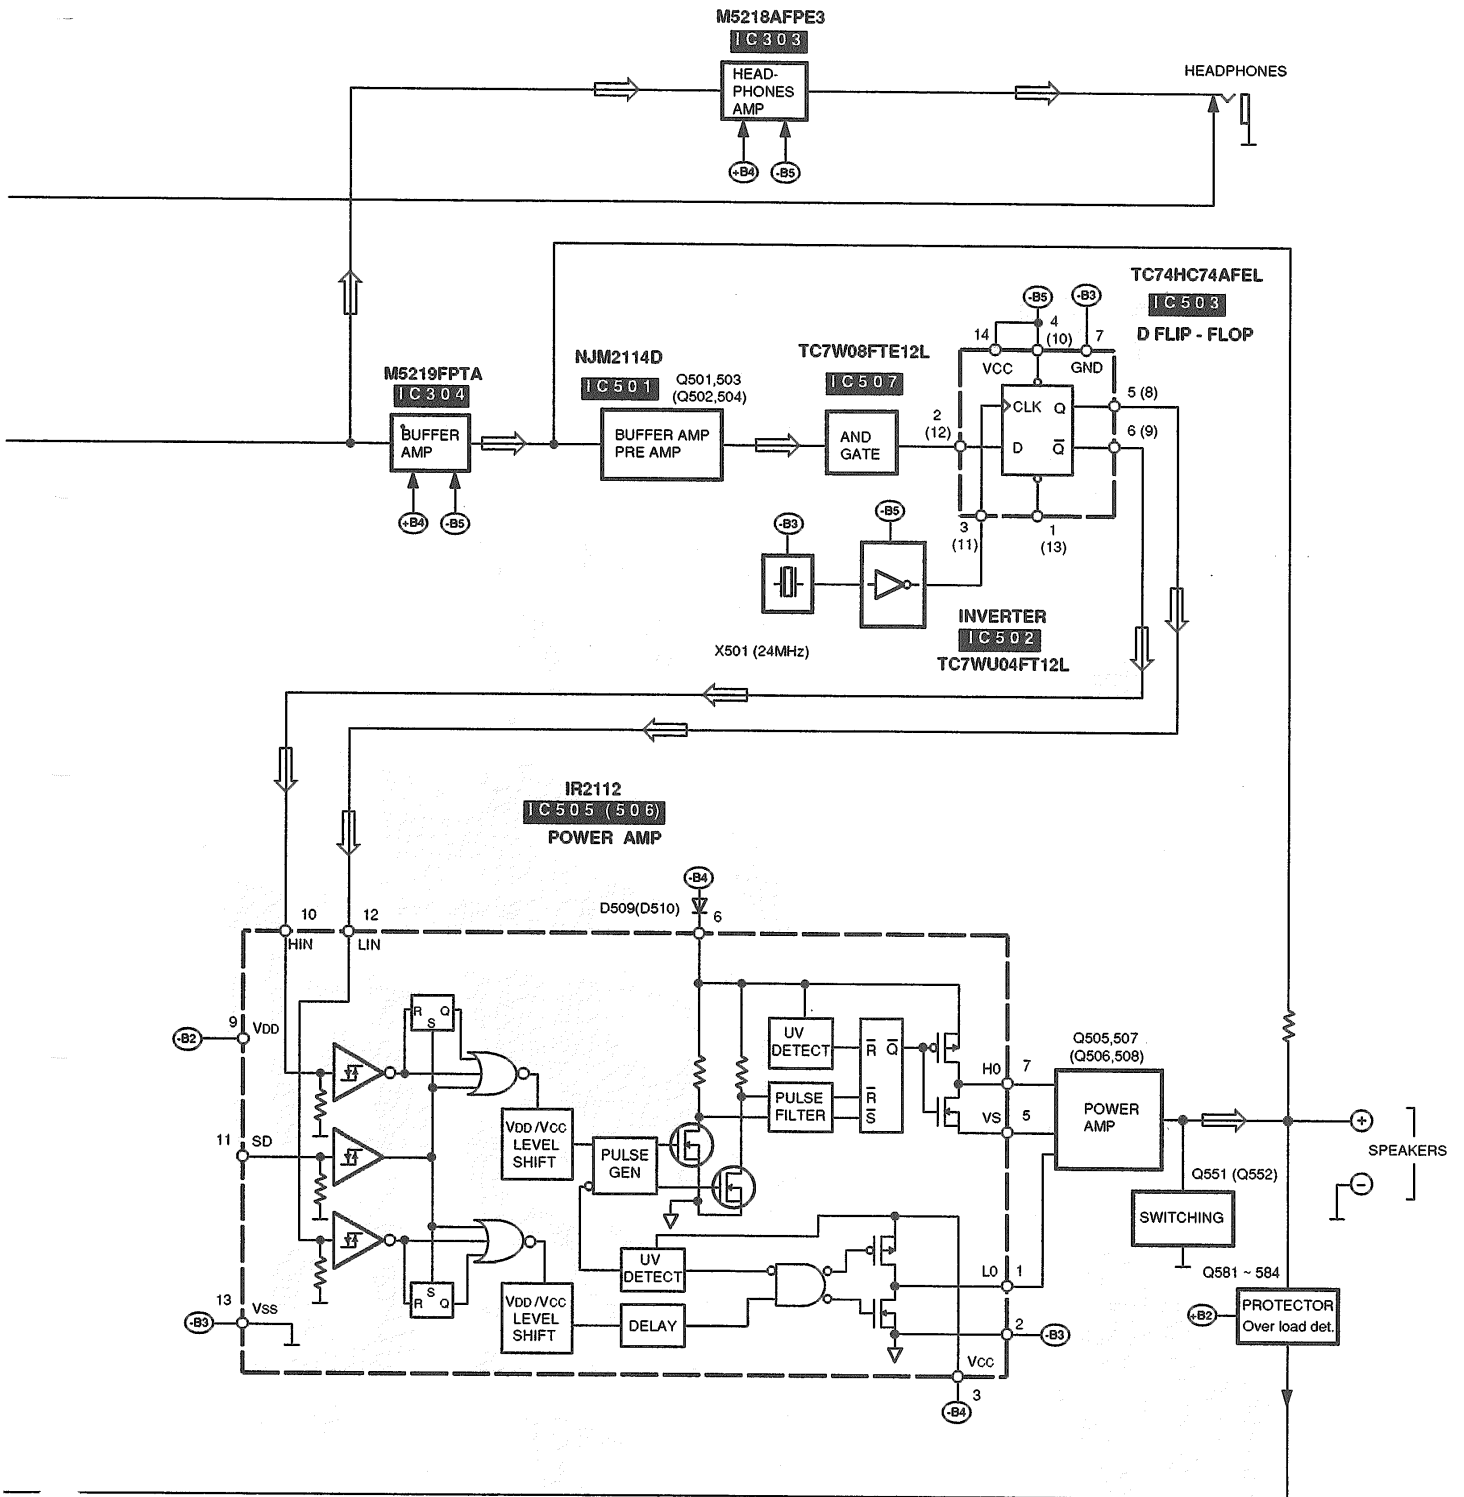 M5218AFPE3
IC303
HEAD-
PHONES
AMP
HEADPHONES
+B4
-B5
TC74HC74AFEL
IC503
D FLIP - FLOP
-B5
-B3
14
4
(10)
7
VCC
GND
CLK
Q
D
Q̅
5 (8)
6 (9)
2
(12)
3
(11)
1
(13)
M5219FPTA
IC304
BUFFER
AMP
+B4
-B5
NJM2114D
IC501
Q501,503
(Q502,504)
BUFFER AMP
PRE AMP
TC7W08FTE12L
IC507
AND
GATE
-B3
-B5
X501 (24MHz)
INVERTER
IC502
TC7WU04FT12L
IR2112
IC505 (506)
POWER AMP
-B4
D509(D510)
6
10
12
HIN
LIN
-B2
9
VDD
R
Q
S
11
SD
VDD/VCC
LEVEL
SHIFT
PULSE
GEN
UV
DETECT
PULSE
FILTER
R̅
Q̅
R̅
S̅
H0
7
VS
5
Q505,507
(Q506,508)
POWER
AMP
+
-
SPEAKERS
Q551 (Q552)
SWITCHING
S
R
Q
VDD/VCC
LEVEL
SHIFT
UV
DETECT
DELAY
L0
1
2
-B3
13
VSS
-B3
VCC
3
-B4
Q581 ~ 584
+B2
PROTECTOR
Over load det.